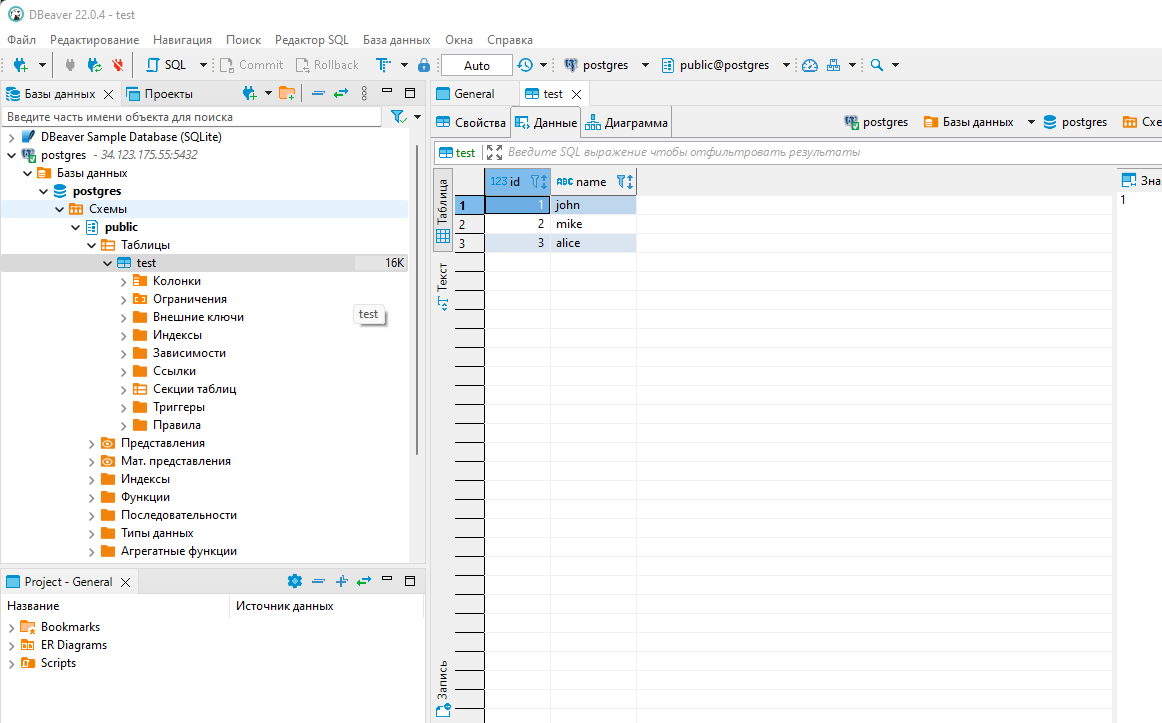 DBeaver 22.0.4 - test
Файл Редактирование Навигация Поиск Редактор SQL База данных Окна Справка
SQL Commit Rollback Auto postgres public@postgres
Базы данных Проекты
Введите часть имени объекта для поиска
DBeaver Sample Database (SQLite)
postgres - 34.123.175.55:5432
Базы данных
postgres
Схемы
public
Таблицы
test 16K
Колонки
Ограничения
Внешние ключи
test
Индексы
Зависимости
Ссылки
Секции таблиц
Триггеры
Правила
Представления
Мат. представления
Индексы
Функции
Последовательности
Типы данных
Агрегатные функции
Project - General
Название Источник данных
Bookmarks
ER Diagrams
Scripts
General test
Свойства Данные Диаграмма postgres Базы данных postgres Схе
test Введите SQL выражение чтобы отфильтровать результаты
Таблица
Текст
Запись
123 id ABC name
1 1 john
2 2 mike
3 3 alice
Зна
1